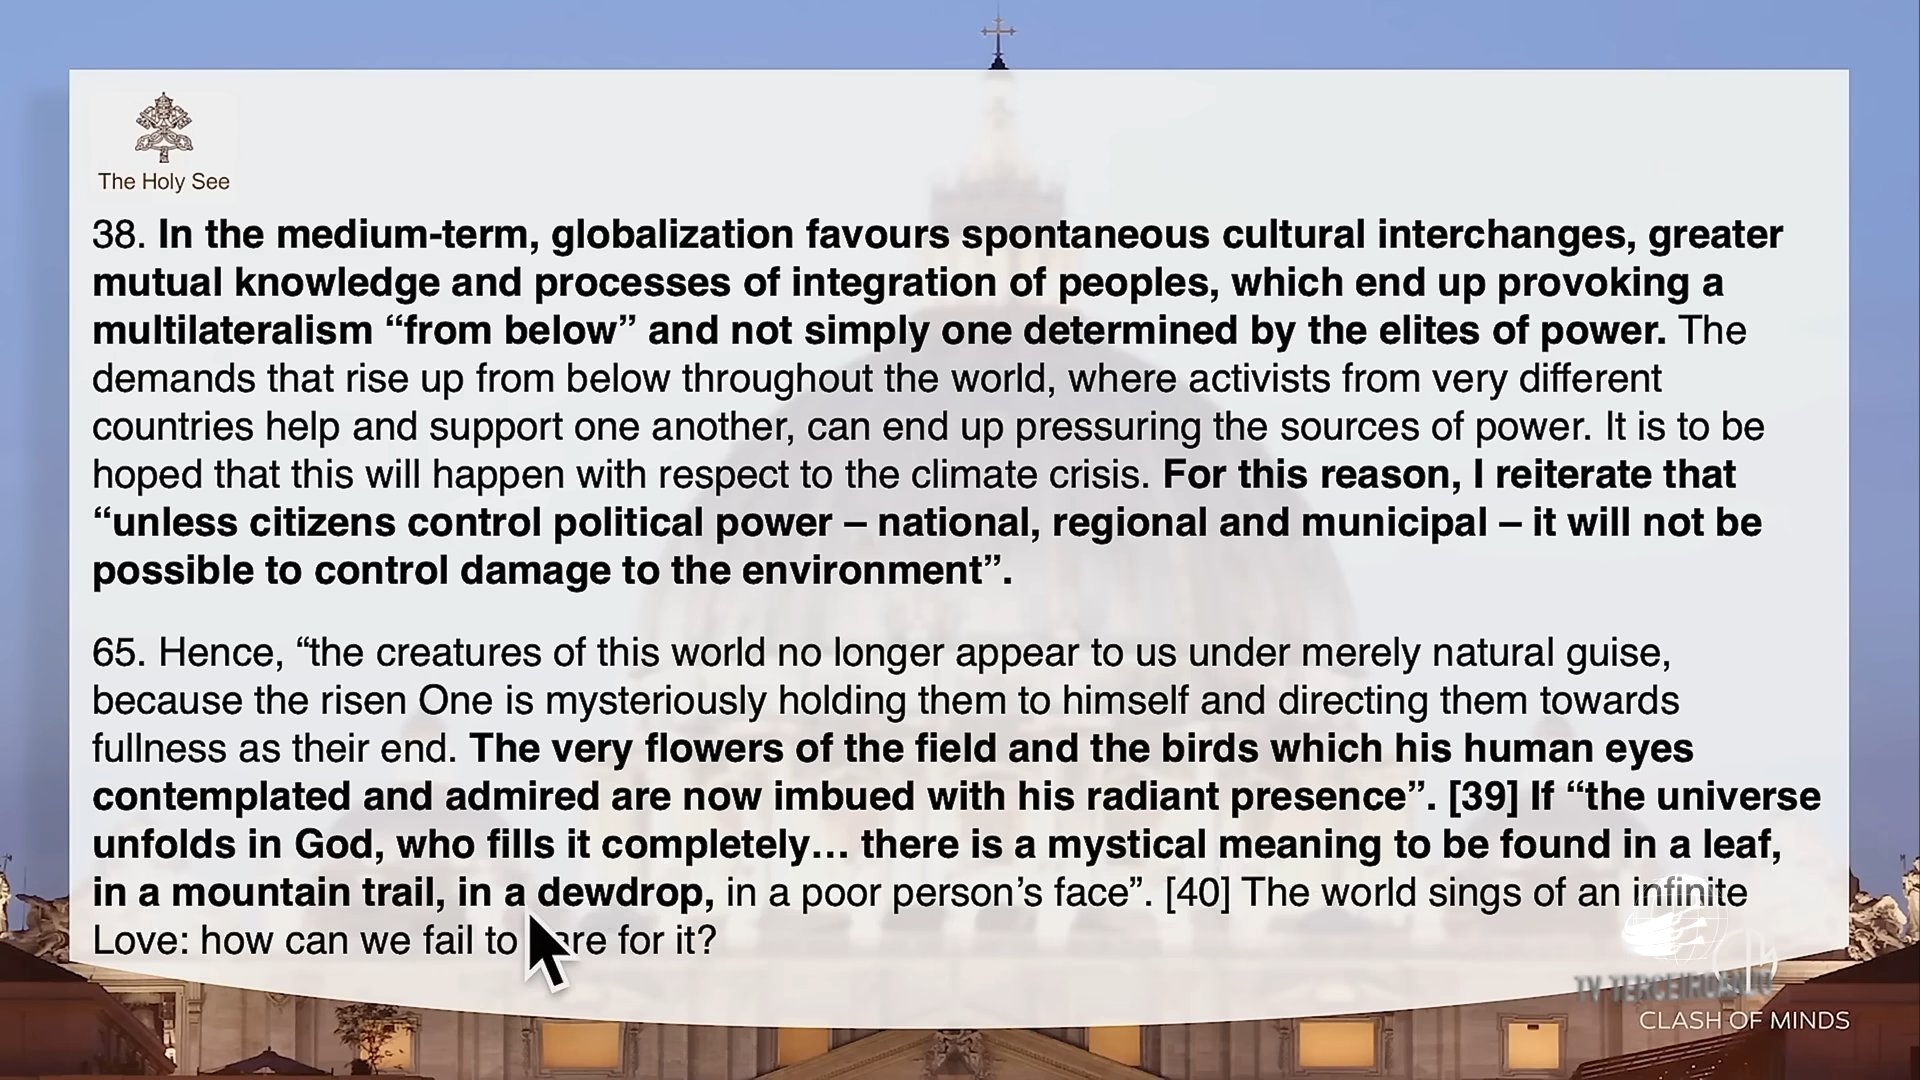 The Holy See
38. In the medium-term, globalization favours spontaneous cultural interchanges, greater
mutual knowledge and processes of integration of peoples, which end up provoking a
multilateralism “from below” and not simply one determined by the elites of power. The
demands that rise up from below throughout the world, where activists from very different
countries help and support one another, can end up pressuring the sources of power. It is to be
hoped that this will happen with respect to the climate crisis. For this reason, I reiterate that
“unless citizens control political power – national, regional and municipal – it will not be
possible to control damage to the environment”.
65. Hence, “the creatures of this world no longer appear to us under merely natural guise,
because the risen One is mysteriously holding them to himself and directing them towards
fullness as their end. The very flowers of the field and the birds which his human eyes
contemplated and admired are now imbued with his radiant presence”. [39] If “the universe
unfolds in God, who fills it completely… there is a mystical meaning to be found in a leaf,
in a mountain trail, in a dewdrop, in a poor person’s face”. [40] The world sings of an infinite
Love: how can we fail to for it?
TV TERCEIROANJO
CLASH OF MINDS